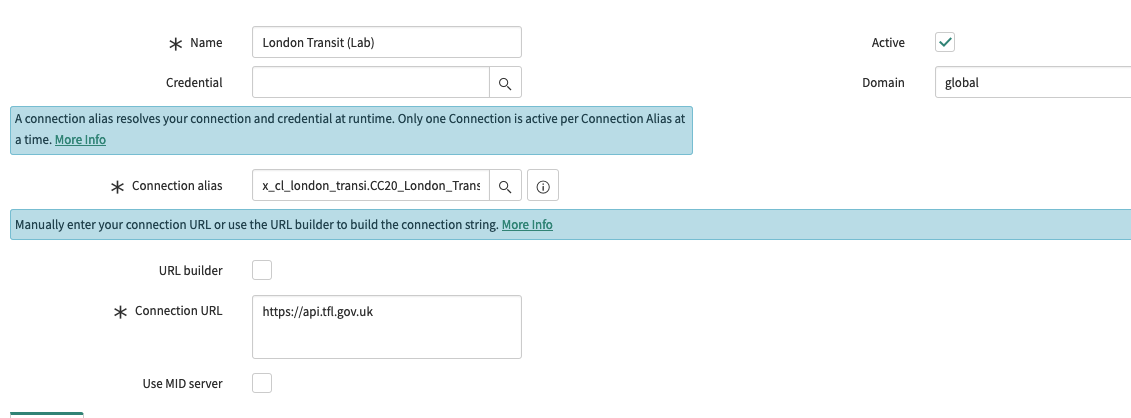 Name
London Transit (Lab)
Active
Credential
Domain
global
A connection alias resolves your connection and credential at runtime. Only one Connection is active per Connection Alias at
a time. More Info
Connection alias
x_cl_london_transi.CC20_London_Trans
Manually enter your connection URL or use the URL builder to build the connection string. More Info
URL builder
Connection URL
https://api.tfl.gov.uk
Use MID server